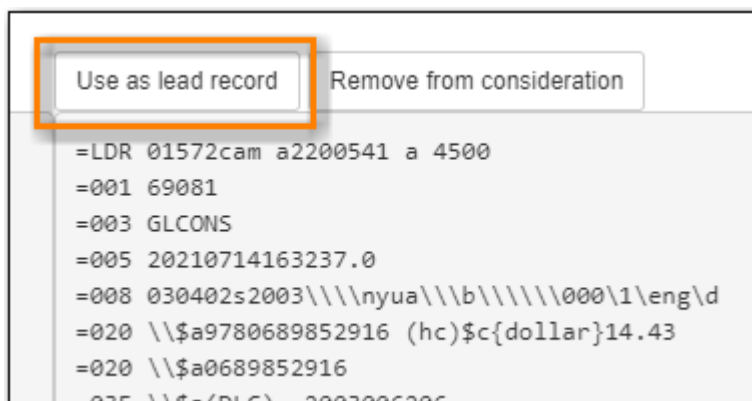 Use as lead record
Remove from consideration
=LDR 01572cam a2200541 a 4500
=001 69081
=003 GLCONS
=005 20210714163237.0
=008 030402s2003\\\\nyua\\\b\\\\\\000\1\eng\d
=020 \\$a9780689852916 (hc)$c{dollar}14.43
=020 \\$a0689852916